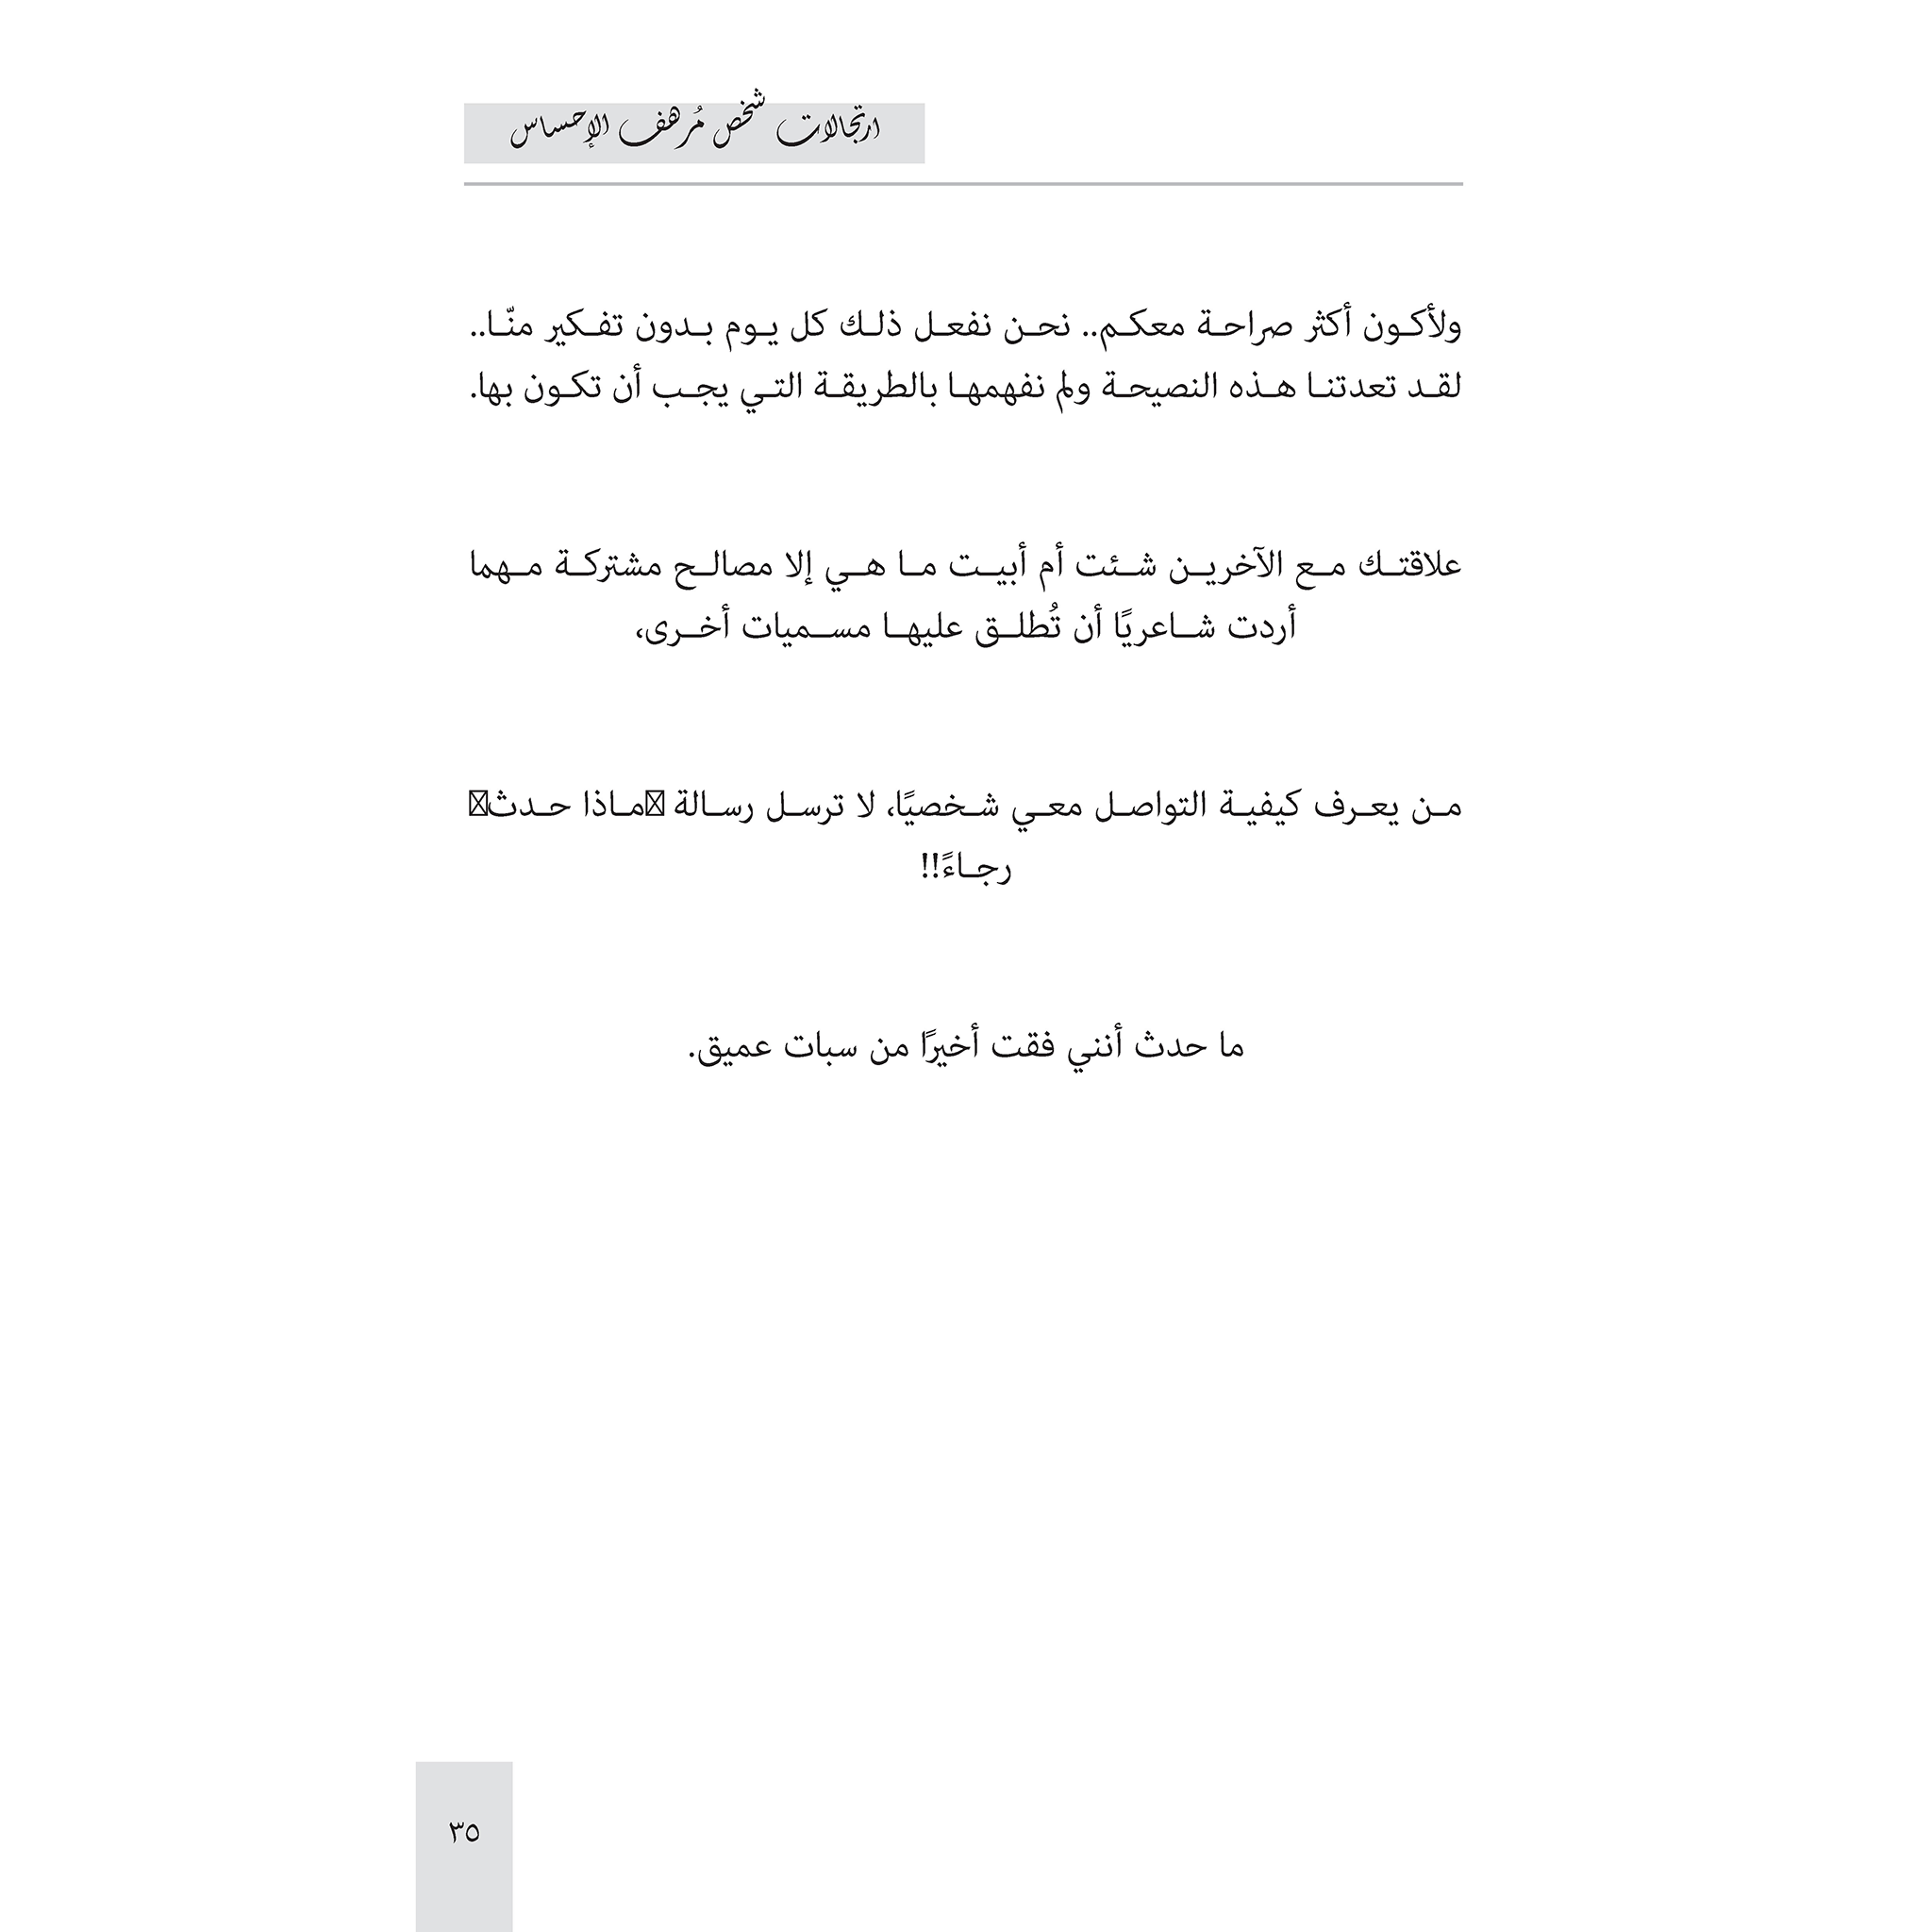 ارتجالات شخص مُرهف الإحساس
ولأكون أكثر صراحة معكم.. نحن نفعل ذلك كل يوم بدون تفكير منّا..
لقد تعدتنا هذه النصيحة ولم نفهمها بالطريقة التي يجب أن تكون بها.
علاقتك مع الآخرين شئت أم أبيت ما هي إلا مصالح مشتركة مهما
أردت شاعريًا أن تُطلق عليها مسميات أخرى،
من يعرف كيفية التواصل معي شخصيًا، لا ترسل رسالة ماذا حدث
رجاءً!!
ما حدث أنني فقت أخيرًا من سبات عميق.
٣٥